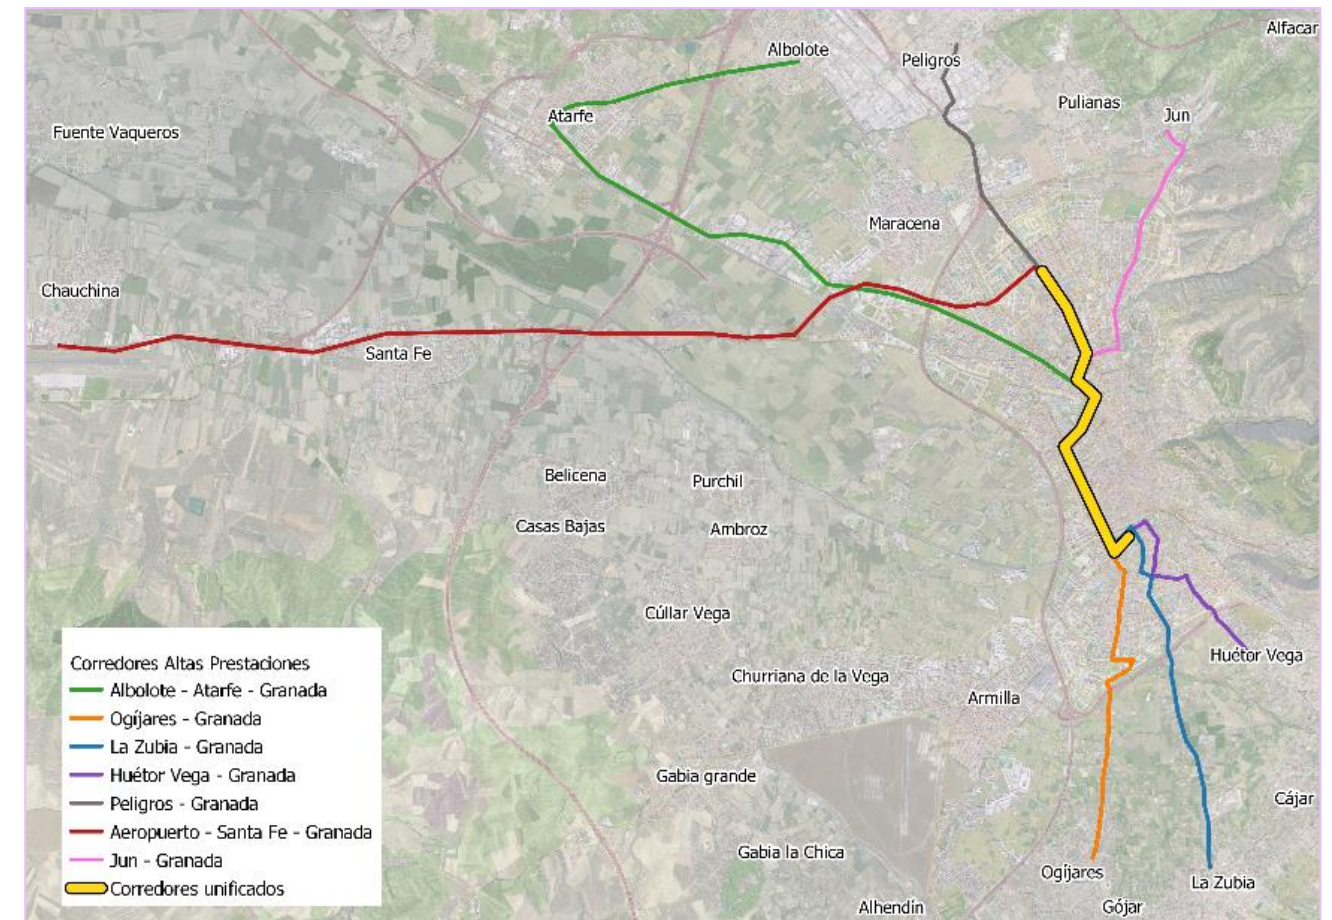 Alfacar
Albolote
Peligros
Pulianas
Jun
Atarfe
Fuente Vaqueros
Maracena
Chauchina
Santa Fe
Belicena
Purchil
Casas Bajas
Ambroz
Cúllar Vega
Huétor Vega
Churriana de la Vega
Armilla
Gabia grande
Cájar
Gabia la Chica
Ogíjares
La Zubia
Alhendín
Gójar
Corredores Altas Prestaciones
Albolote - Atarfe - Granada
Ogíjares - Granada
La Zubia - Granada
Huétor Vega - Granada
Peligros - Granada
Aeropuerto - Santa Fe - Granada
Jun - Granada
Corredores unificados